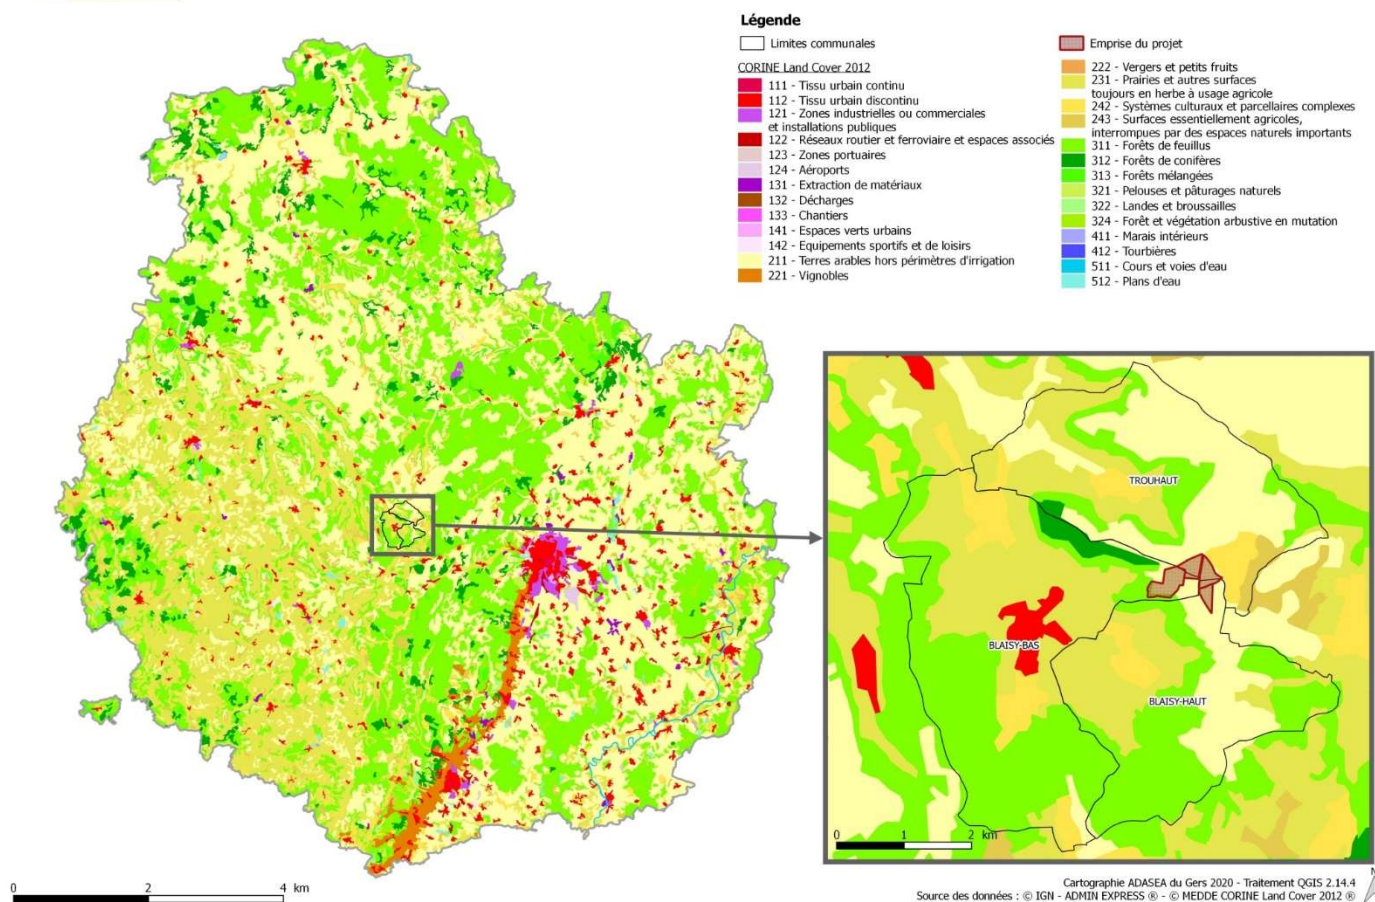 Légende
Limites communales
Emprise du projet
CORINE Land Cover 2012
111 - Tissu urbain continu
112 - Tissu urbain discontinu
121 - Zones industrielles ou commerciales
et installations publiques
122 - Réseaux routier et ferroviaire et espaces associés
123 - Zones portuaires
124 - Aéroports
131 - Extraction de matériaux
132 - Décharges
133 - Chantiers
141 - Espaces verts urbains
142 - Equipements sportifs et de loisirs
211 - Terres arables hors périmètres d'irrigation
221 - Vignobles
222 - Vergers et petits fruits
231 - Prairies et autres surfaces
toujours en herbe à usage agricole
242 - Systèmes culturaux et parcellaires complexes
243 - Surfaces essentiellement agricoles,
interrompues par des espaces naturels importants
311 - Forêts de feuillus
312 - Forêts de conifères
313 - Forêts mélangées
321 - Pelouses et pâturages naturels
322 - Landes et broussailles
324 - Forêt et végétation arbustive en mutation
411 - Marais intérieurs
412 - Tourbières
511 - Cours et voies d'eau
512 - Plans d'eau
TROUHAUT
BLAISY-BAS
BLAISY-HAUT
0 1 2 km
0 2 4 km
Cartographie ADASEA du Gers 2020 - Traitement QGIS 2.14.4
Source des données : © IGN - ADMIN EXPRESS ® - © MEDDE CORINE Land Cover 2012 ®
N